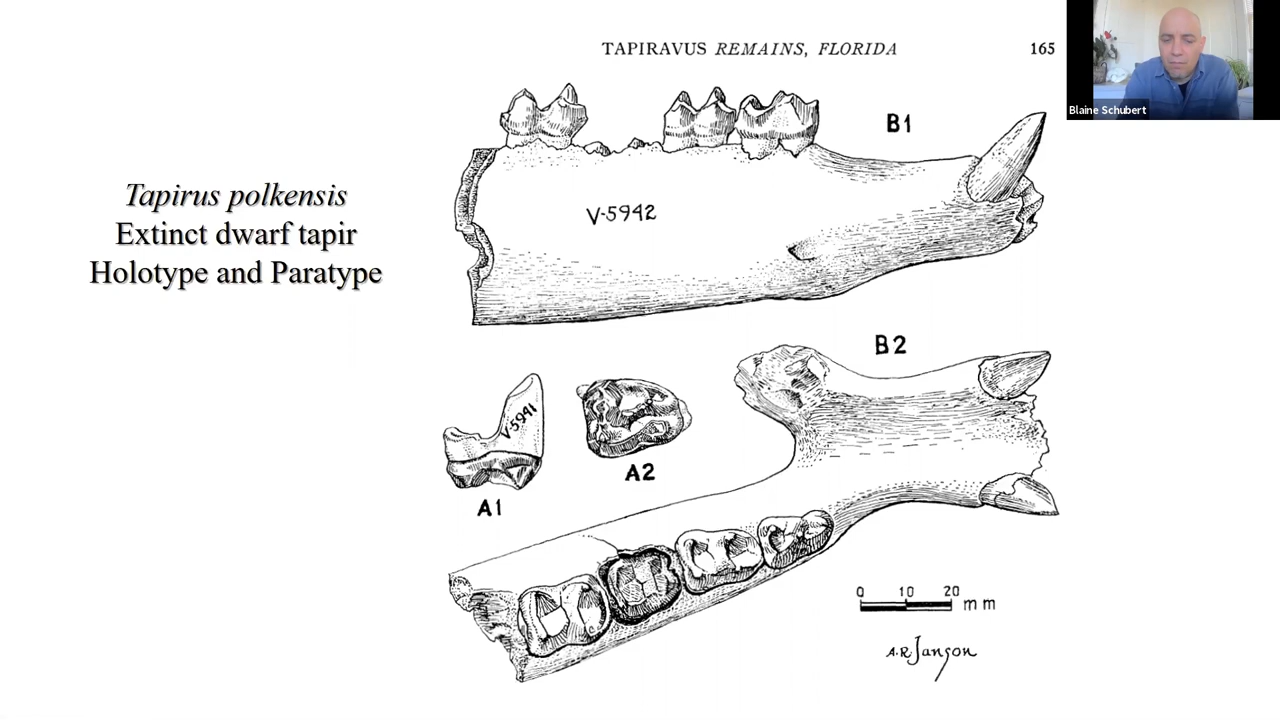 TAPIRAVUS REMAINS, FLORIDA
165
Blaine Schubert
B1
V-5942
Tapirus polkensis
Extinct dwarf tapir
Holotype and Paratype
B2
V-5941
A1
A2
0 10 20
mm
A.R. Janson